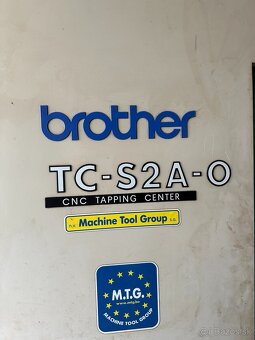 brother
TC-S2A-O
CNC TAPPING CENTER
Machine Tool Group
M.T.G.
MACHINE TOOL GROUP